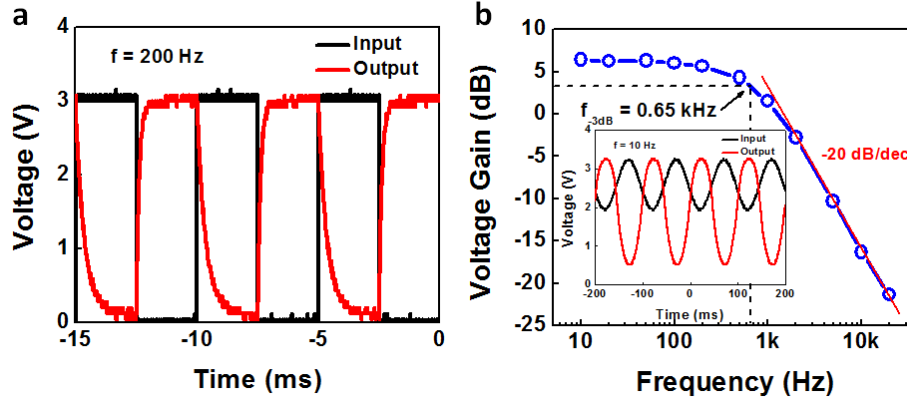 a
f = 200 Hz
Input
Output
4
3
2
1
0
Voltage (V)
-15
-10
-5
0
Time (ms)
b
10
5
0
-5
-10
-15
-20
-25
Voltage Gain (dB)
f-3dB = 0.65 kHz
-20 dB/dec
f = 10 Hz
Input
Output
4
3
2
1
0
Voltage (V)
-200
-100
0
100
200
Time (ms)
10
100
1k
10k
Frequency (Hz)